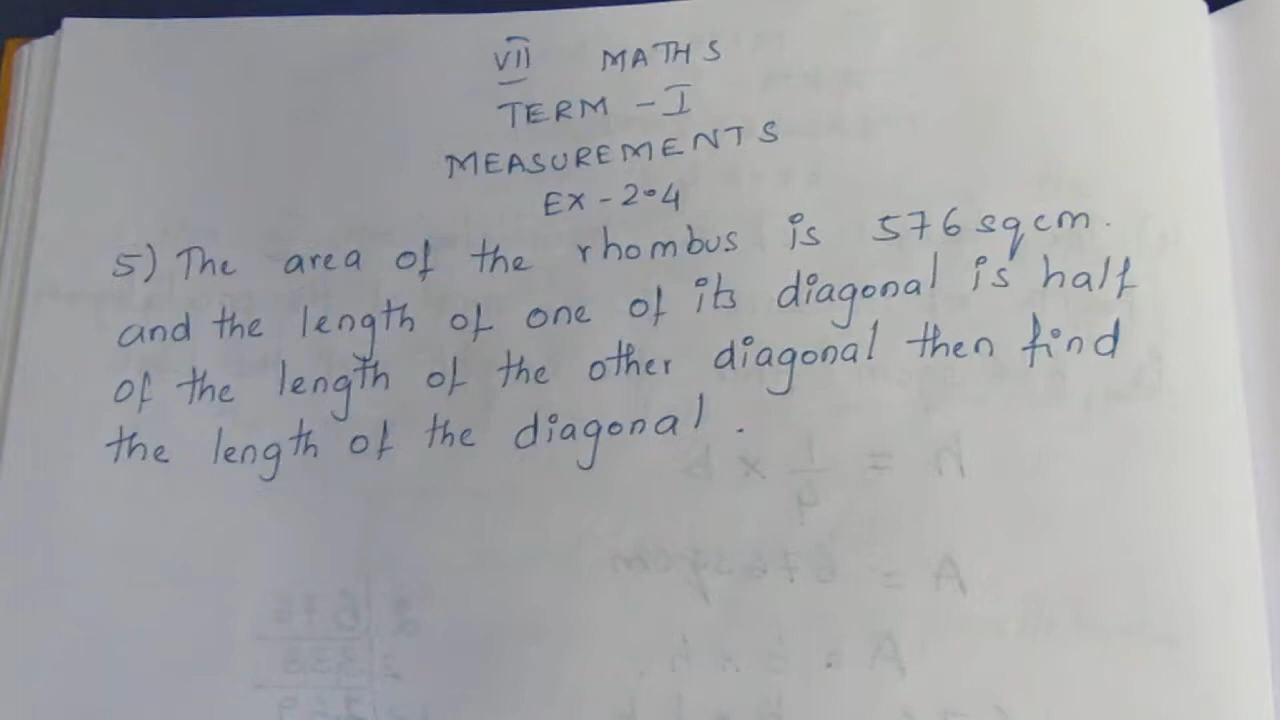 VII MATHS
TERM - I
MEASUREMENTS
EX - 2.4
5) The area of the rhombus is 576 sq cm.
and the length of one of its diagonal is half
of the length of the other diagonal then find
the length of the diagonal.